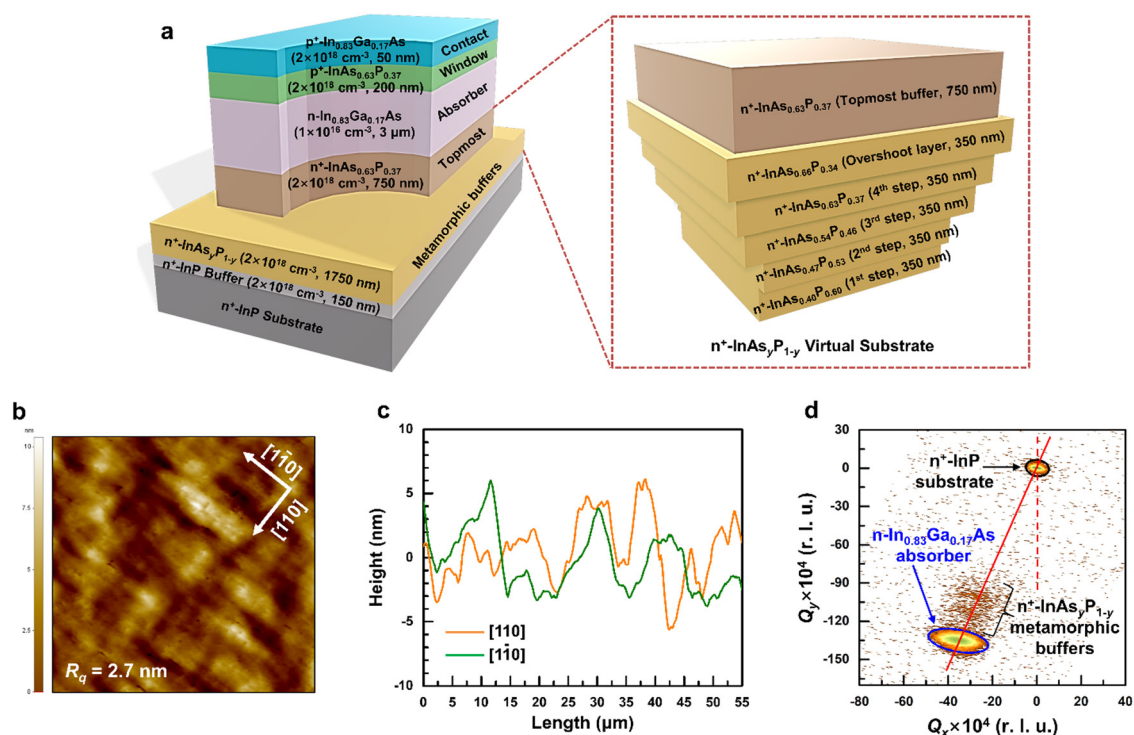 a
p⁺-In₀.₈₃Ga₀.₁₇As
(2×10¹⁸ cm⁻³, 50 nm)
Contact
p⁺-InAs₀.₆₃P₀.₃₇
(2×10¹⁸ cm⁻³, 200 nm)
Window
n-In₀.₈₃Ga₀.₁₇As
(1×10¹⁶ cm⁻³, 3 μm)
Absorber
n⁺-InAs₀.₆₃P₀.₃₇
(2×10¹⁸ cm⁻³, 750 nm)
Topmost
n⁺-InAsyP₁₋y (2×10¹⁸ cm⁻³, 1750 nm)
Metamorphic buffers
n⁺-InP Buffer (2×10¹⁸ cm⁻³, 150 nm)
n⁺-InP Substrate
n⁺-InAs₀.₆₃P₀.₃₇ (Topmost buffer, 750 nm)
n⁺-InAs₀.₆₆P₀.₃₄ (Overshoot layer, 350 nm)
n⁺-InAs₀.₆₃P₀.₃₇ (4th step, 350 nm)
n⁺-InAs₀.₅₄P₀.₄₆ (3rd step, 350 nm)
n⁺-InAs₀.₄₇P₀.₅₃ (2nd step, 350 nm)
n⁺-InAs₀.₄₀P₀.₆₀ (1st step, 350 nm)
n⁺-InAsyP₁₋y Virtual Substrate
b
nm
10
7.5
5
2.5
0
[11̄0]
[110]
Rq = 2.7 nm
c
Height (nm)
10
5
0
-5
-10
[110]
[11̄0]
0 5 10 15 20 25 30 35 40 45 50 55
Length (μm)
d
Qy×10⁴ (r. l. u.)
30
0
-30
-60
-90
-120
-150
n⁺-InP
substrate
n-In₀.₈₃Ga₀.₁₇As
absorber
n⁺-InAsyP₁₋y
metamorphic
buffers
-80 -60 -40 -20 0 20 40
Qx×10⁴ (r. l. u.)